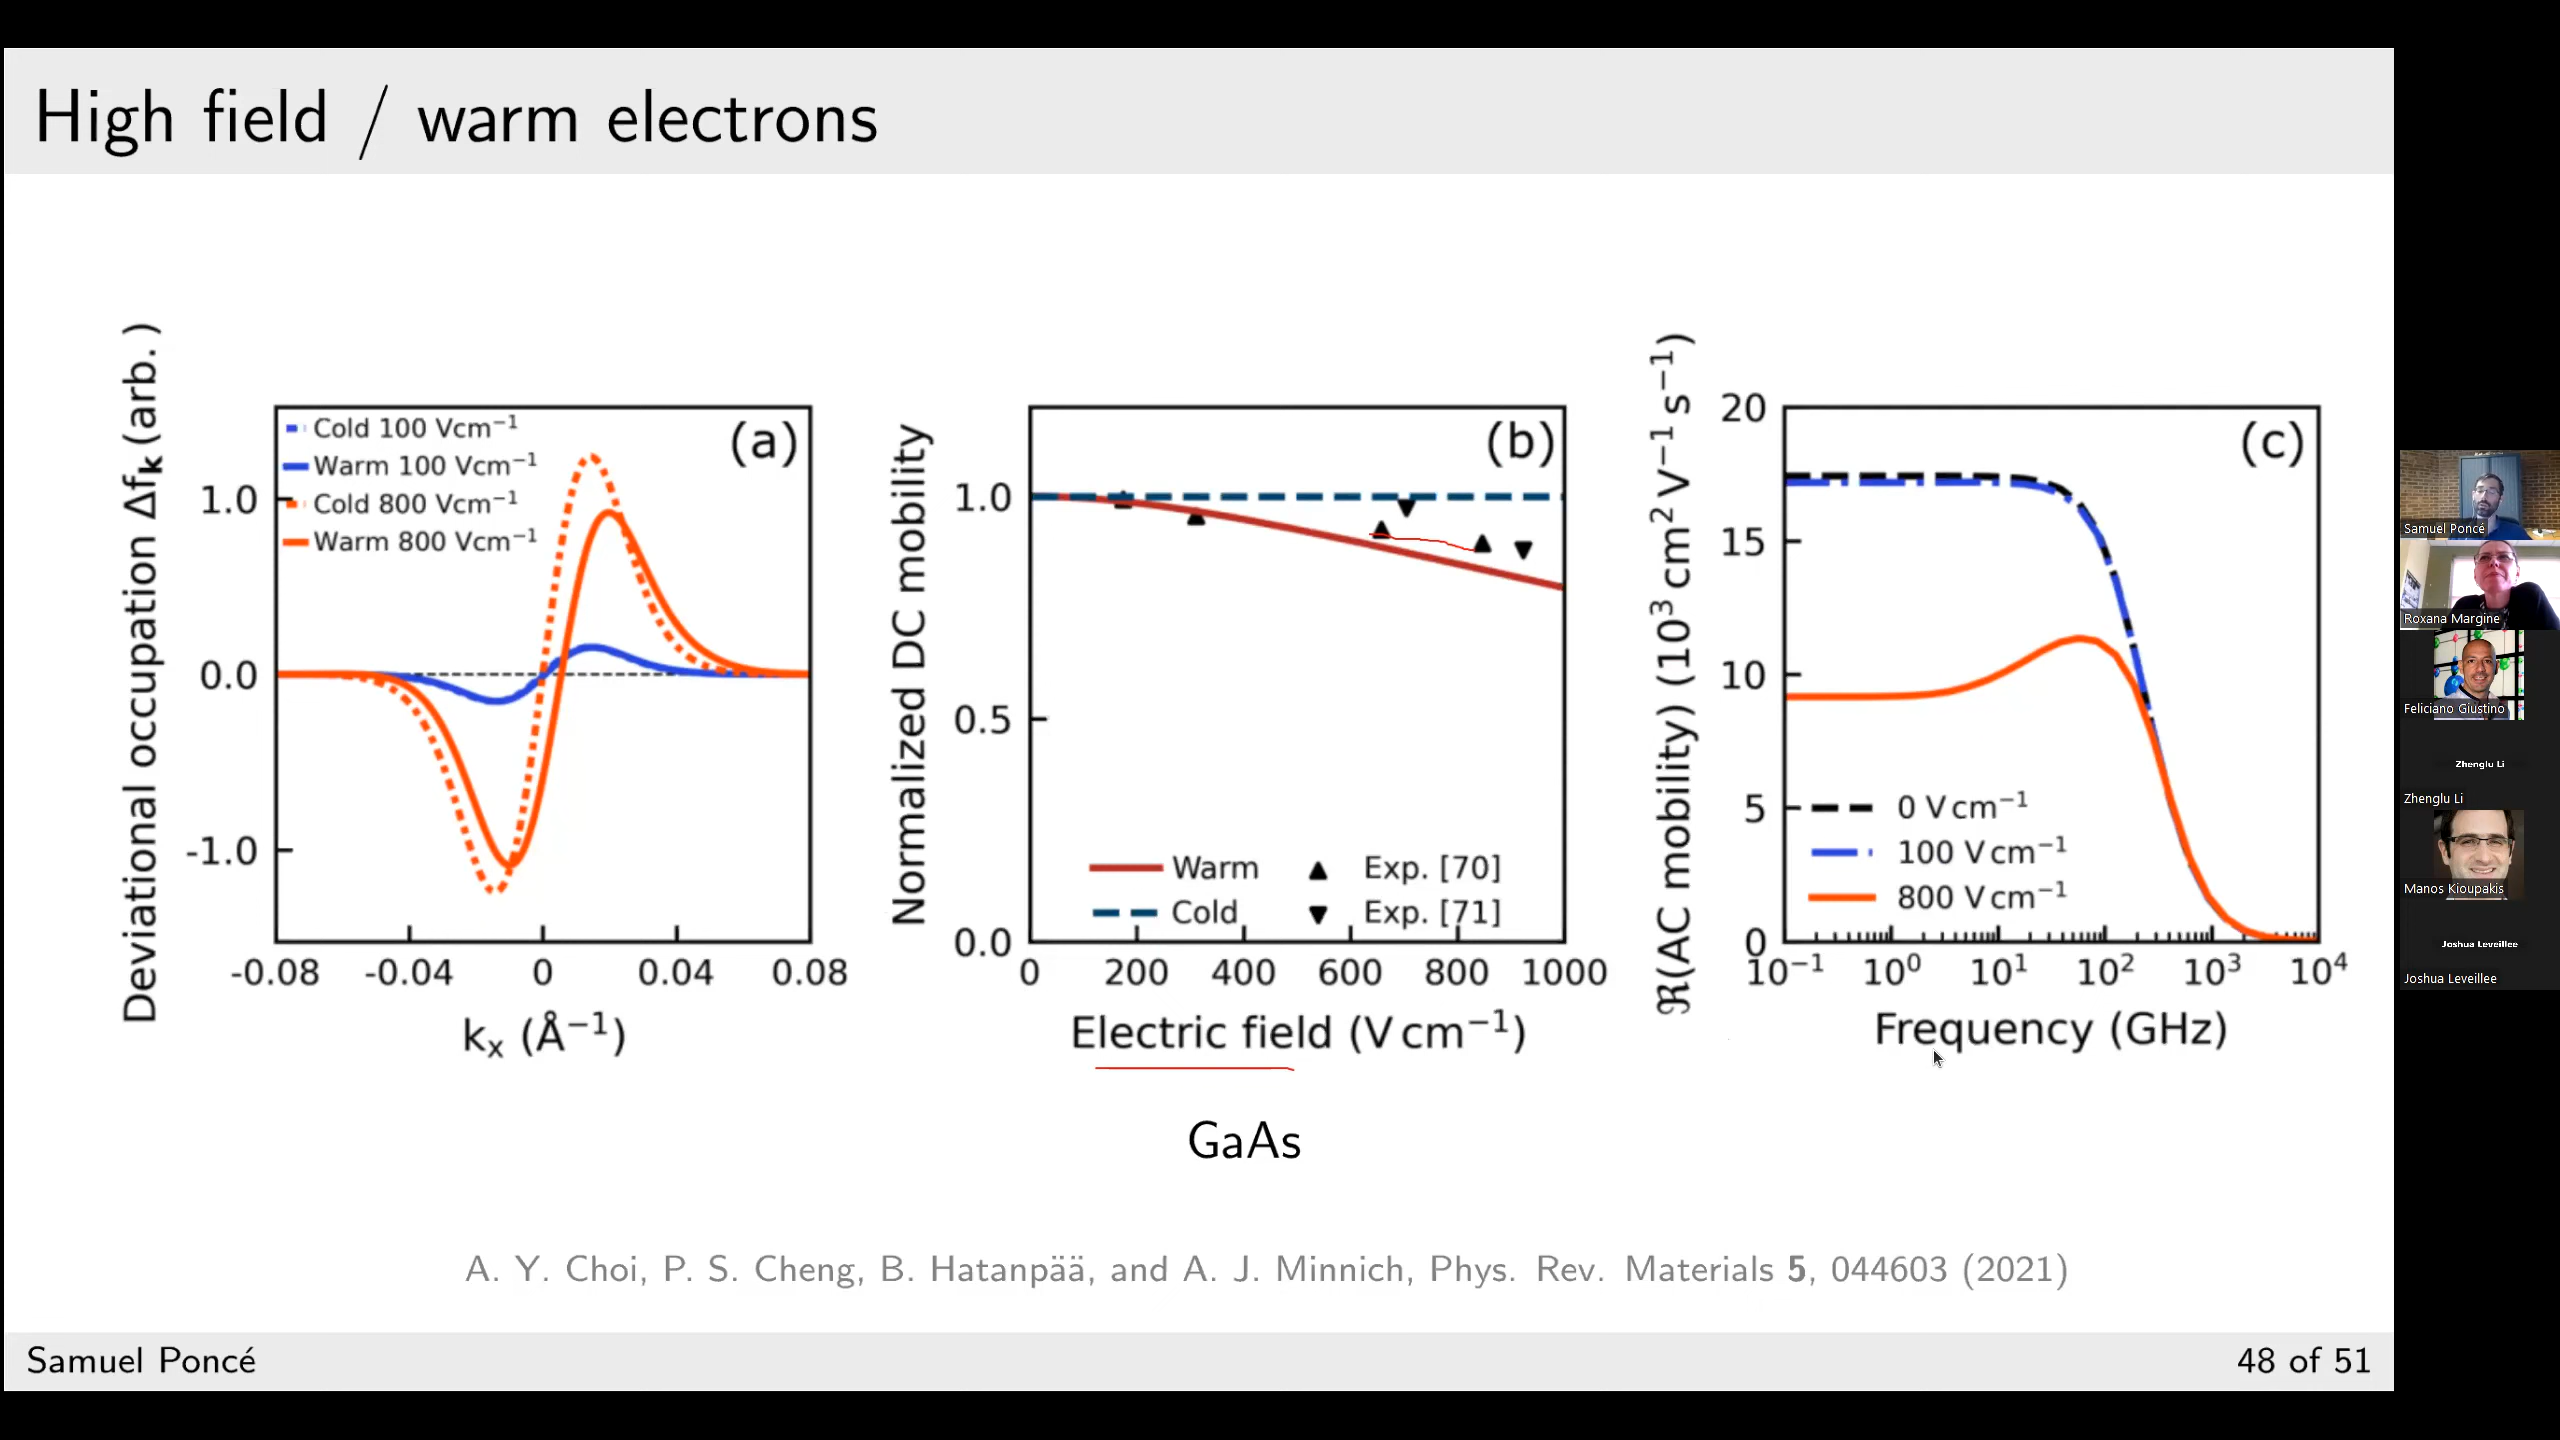 High field / warm electrons
Deviational occupation Δf𝐤 (arb. )
1.0
0.0
-1.0
Cold 100 Vcm⁻¹
Warm 100 Vcm⁻¹
Cold 800 Vcm⁻¹
Warm 800 Vcm⁻¹
(a)
-0.08 -0.04 0 0.04 0.08
kₓ (Å⁻¹)
Normalized DC mobility
1.0
0.5
0.0
(b)
Warm
Cold
Exp. [70]
Exp. [71]
0 200 400 600 800 1000
Electric field (V cm⁻¹)
ℜ(AC mobility) (10³ cm² V⁻¹ s⁻¹)
20
15
10
5
0
(c)
0 V cm⁻¹
100 V cm⁻¹
800 V cm⁻¹
10⁻¹ 10⁰ 10¹ 10² 10³ 10⁴
Frequency (GHz)
GaAs
A. Y. Choi, P. S. Cheng, B. Hatanpää, and A. J. Minnich, Phys. Rev. Materials 5, 044603 (2021)
Samuel Poncé
48 of 51
Samuel Poncé
Roxana Margine
Feliciano Giustino
Zhenglu Li
Zhenglu Li
Manos Kioupakis
Joshua Leveillee
Joshua Leveillee